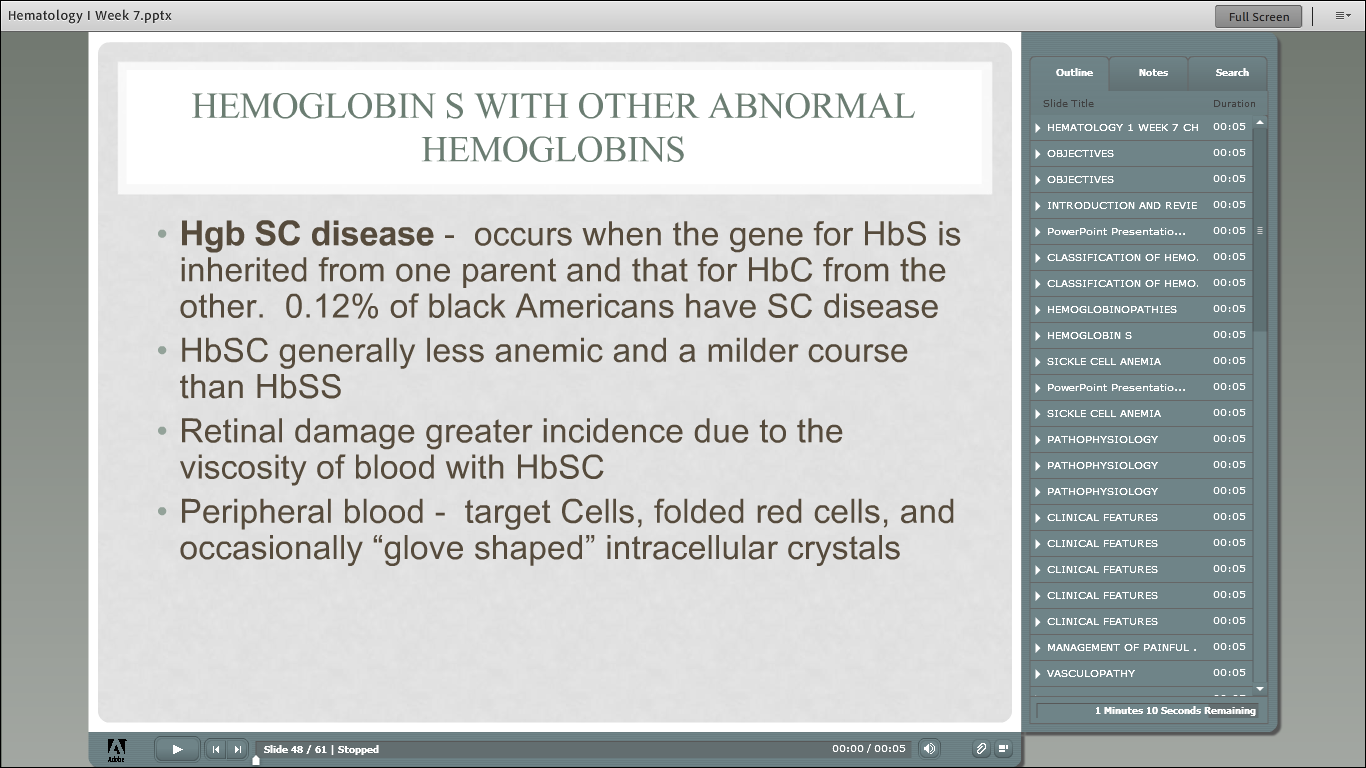 Hematology I Week 7.pptx
Full Screen
HEMOGLOBIN S WITH OTHER ABNORMAL
HEMOGLOBINS
• Hgb SC disease - occurs when the gene for HbS is
inherited from one parent and that for HbC from the
other. 0.12% of black Americans have SC disease
• HbSC generally less anemic and a milder course
than HbSS
• Retinal damage greater incidence due to the
viscosity of blood with HbSC
• Peripheral blood - target Cells, folded red cells, and
occasionally “glove shaped” intracellular crystals
Outline Notes Search
Slide Title Duration
HEMATOLOGY 1 WEEK 7 CH 00:05
OBJECTIVES 00:05
OBJECTIVES 00:05
INTRODUCTION AND REVIE 00:05
PowerPoint Presentatio... 00:05
CLASSIFICATION OF HEMO. 00:05
CLASSIFICATION OF HEMO. 00:05
HEMOGLOBINOPATHIES 00:05
HEMOGLOBIN S 00:05
SICKLE CELL ANEMIA 00:05
PowerPoint Presentatio... 00:05
SICKLE CELL ANEMIA 00:05
PATHOPHYSIOLOGY 00:05
PATHOPHYSIOLOGY 00:05
PATHOPHYSIOLOGY 00:05
CLINICAL FEATURES 00:05
CLINICAL FEATURES 00:05
CLINICAL FEATURES 00:05
CLINICAL FEATURES 00:05
CLINICAL FEATURES 00:05
MANAGEMENT OF PAINFUL . 00:05
VASCULOPATHY 00:05
1 Minutes 10 Seconds Remaining
Adobe
Slide 48 / 61 | Stopped
00:00 / 00:05